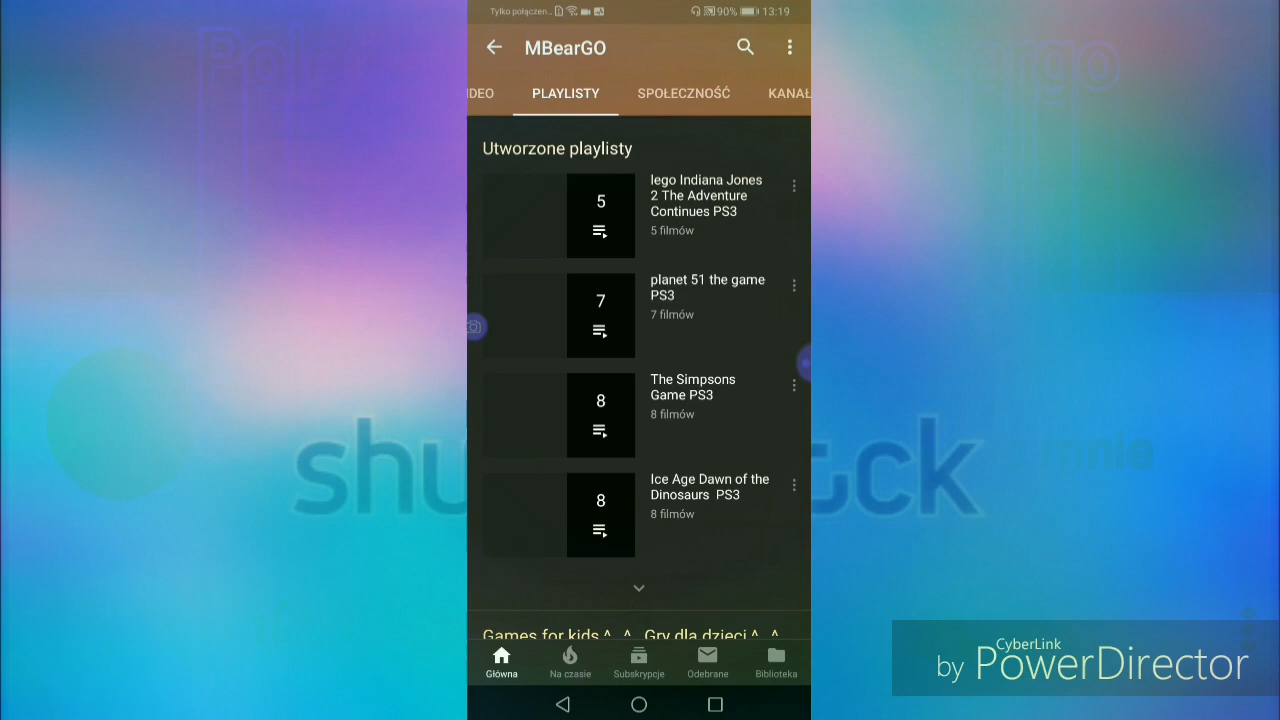 Tylko połączen...
90% 13:19
MBearGO
IDEO PLAYLISTY SPOŁECZNOŚĆ KANAŁ
Utworzone playlisty
5
lego Indiana Jones
2 The Adventure
Continues PS3
5 filmów
7
planet 51 the game
PS3
7 filmów
8
The Simpsons
Game PS3
8 filmów
8
Ice Age Dawn of the
Dinosaurs PS3
8 filmów
Games for kids ^_^ Gry dla dzieci ^_^
Główna Na czasie Subskrypcje Odebrane Biblioteka
shu ck
CyberLink
by PowerDirector